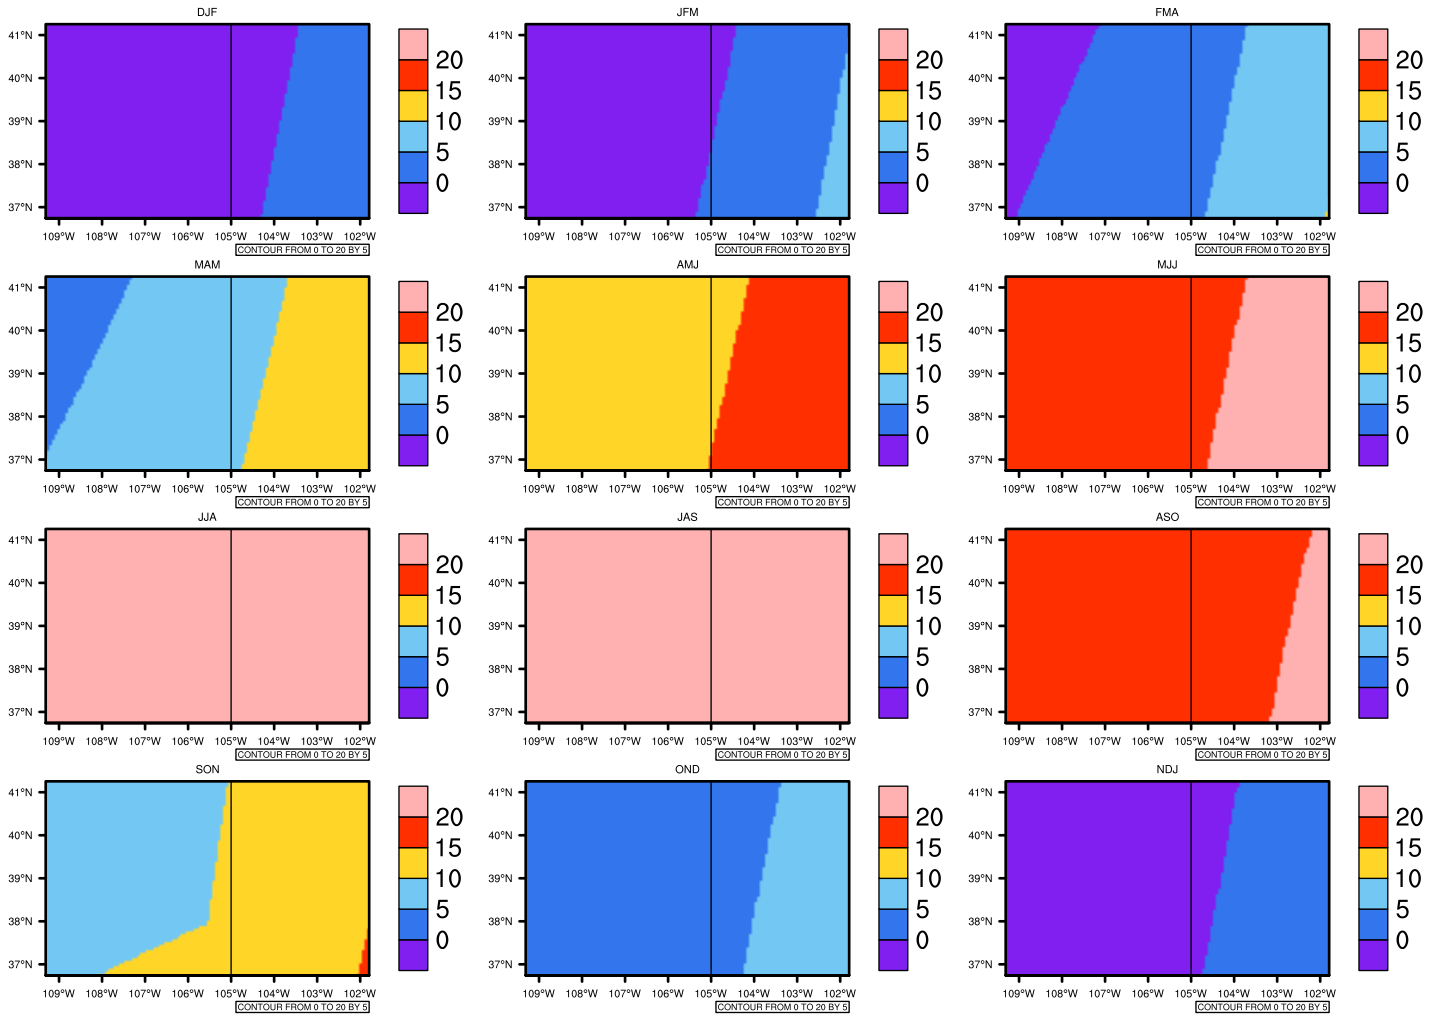 DJF JFM FMA
41°N 41°N 41°N
20 20 20
40°N 40°N 40°N
15 15 15
39°N 10 39°N 10 39°N 10
38°N 5 38°N 5 38°N 5
37°N 0 37°N 0 37°N 0
109°W 108°W 107°W 106°W 105°W 104°W 103°W 102°W 109°W 108°W 107°W 106°W 105°W 104°W 103°W 102°W 109°W 108°W 107°W 106°W 105°W 104°W 103°W 102°W
CONTOUR FROM 0 TO 20 BY 5 CONTOUR FROM 0 TO 20 BY 5 CONTOUR FROM 0 TO 20 BY 5
MAM AMJ MJJ
41°N 41°N 41°N
20 20 20
40°N 40°N 40°N
15 15 15
39°N 10 39°N 10 39°N 10
38°N 5 38°N 5 38°N 5
37°N 0 37°N 0 37°N 0
109°W 108°W 107°W 106°W 105°W 104°W 103°W 102°W 109°W 108°W 107°W 106°W 105°W 104°W 103°W 102°W 109°W 108°W 107°W 106°W 105°W 104°W 103°W 102°W
CONTOUR FROM 0 TO 20 BY 5 CONTOUR FROM 0 TO 20 BY 5 CONTOUR FROM 0 TO 20 BY 5
JJA JAS ASO
41°N 41°N 41°N
20 20 20
40°N 40°N 40°N
15 15 15
39°N 10 39°N 10 39°N 10
38°N 5 38°N 5 38°N 5
37°N 0 37°N 0 37°N 0
109°W 108°W 107°W 106°W 105°W 104°W 103°W 102°W 109°W 108°W 107°W 106°W 105°W 104°W 103°W 102°W 109°W 108°W 107°W 106°W 105°W 104°W 103°W 102°W
CONTOUR FROM 0 TO 20 BY 5 CONTOUR FROM 0 TO 20 BY 5 CONTOUR FROM 0 TO 20 BY 5
SON OND NDJ
41°N 41°N 41°N
20 20 20
40°N 40°N 40°N
15 15 15
39°N 10 39°N 10 39°N 10
38°N 5 38°N 5 38°N 5
37°N 0 37°N 0 37°N 0
109°W 108°W 107°W 106°W 105°W 104°W 103°W 102°W 109°W 108°W 107°W 106°W 105°W 104°W 103°W 102°W 109°W 108°W 107°W 106°W 105°W 104°W 103°W 102°W
CONTOUR FROM 0 TO 20 BY 5 CONTOUR FROM 0 TO 20 BY 5 CONTOUR FROM 0 TO 20 BY 5